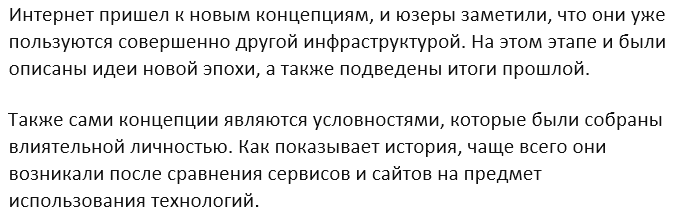 Интернет пришел к новым концепциям, и юзеры заметили, что они уже
пользуются совершенно другой инфраструктурой. На этом этапе и были
описаны идеи новой эпохи, а также подведены итоги прошлой.
Также сами концепции являются условностями, которые были собраны
влиятельной личностью. Как показывает история, чаще всего они
возникали после сравнения сервисов и сайтов на предмет
использования технологий.